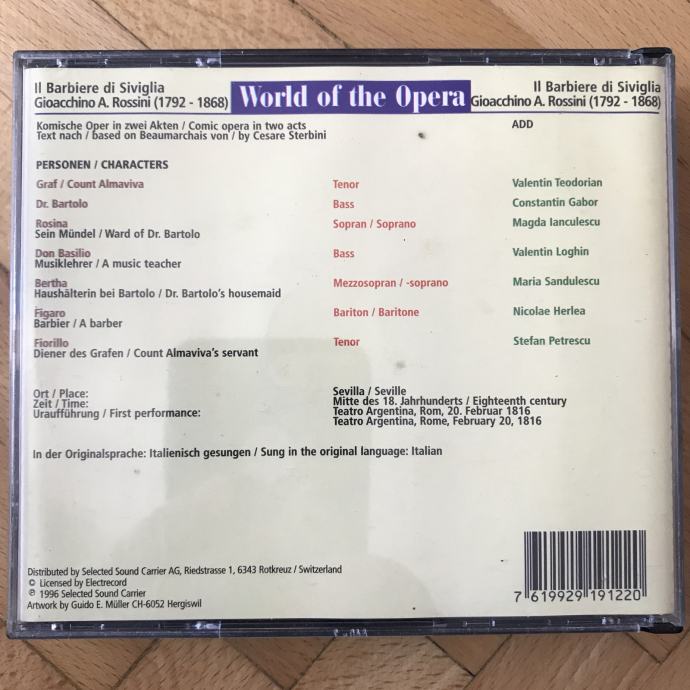 Il Barbiere di Siviglia
Gioacchino A. Rossini (1792 - 1868)
World of the Opera
Il Barbiere di Siviglia
Gioacchino A. Rossini (1792 - 1868)
Komische Oper in zwei Akten / Comic opera in two acts
Text nach / based on Beaumarchais von / by Cesare Sterbini
ADD
PERSONEN / CHARACTERS
Graf / Count Almaviva Tenor Valentin Teodorian
Dr. Bartolo Bass Constantin Gabor
Rosina Sopran / Soprano Magda Ianculescu
Sein Mündel / Ward of Dr. Bartolo
Don Basilio Bass Valentin Loghin
Musiklehrer / A music teacher
Bertha Mezzosopran / -soprano Maria Sandulescu
Haushälterin bei Bartolo / Dr. Bartolo's housemaid
Figaro Bariton / Baritone Nicolae Herlea
Barbier / A barber
Fiorillo Tenor Stefan Petrescu
Diener des Grafen / Count Almaviva's servant
Ort / Place: Sevilla / Seville
Zeit / Time: Mitte des 18. Jahrhunderts / Eighteenth century
Uraufführung / First performance: Teatro Argentina, Rom, 20. Februar 1816
Teatro Argentina, Rome, February 20, 1816
In der Originalsprache: Italienisch gesungen / Sung in the original language: Italian
Distributed by Selected Sound Carrier AG, Riedstrasse 1, 6343 Rotkreuz / Switzerland
© Licensed by Electrecord
℗ 1996 Selected Sound Carrier
Artwork by Guido E. Müller CH-6052 Hergiswil
7 619929 191220